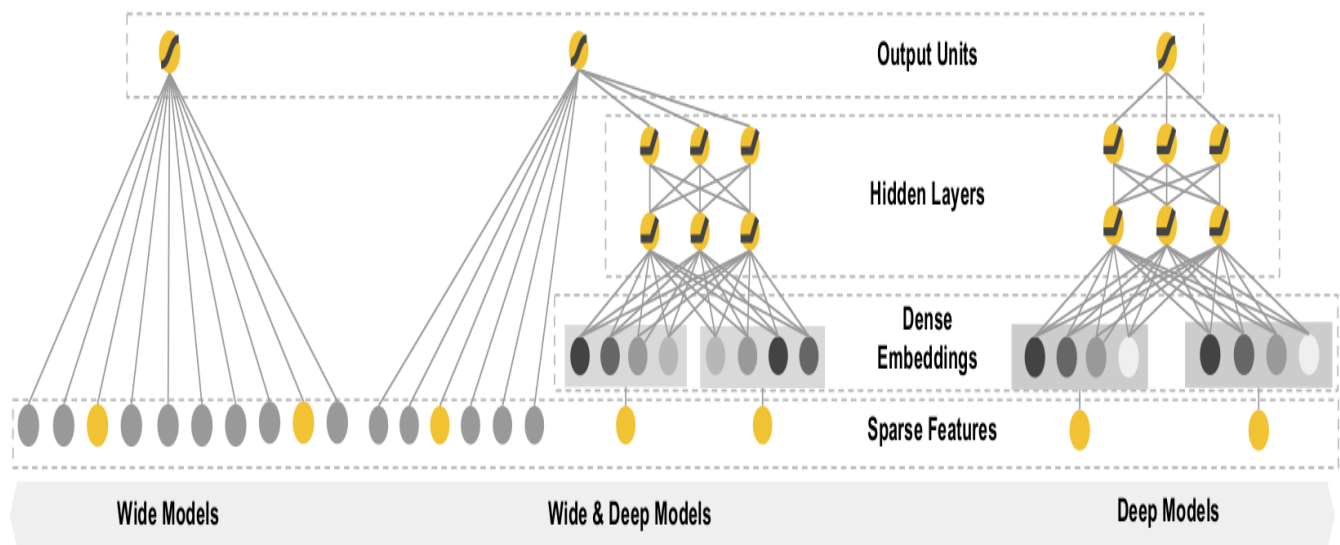 Output Units
Hidden Layers
Dense
Embeddings
Sparse Features
Wide Models
Wide & Deep Models
Deep Models